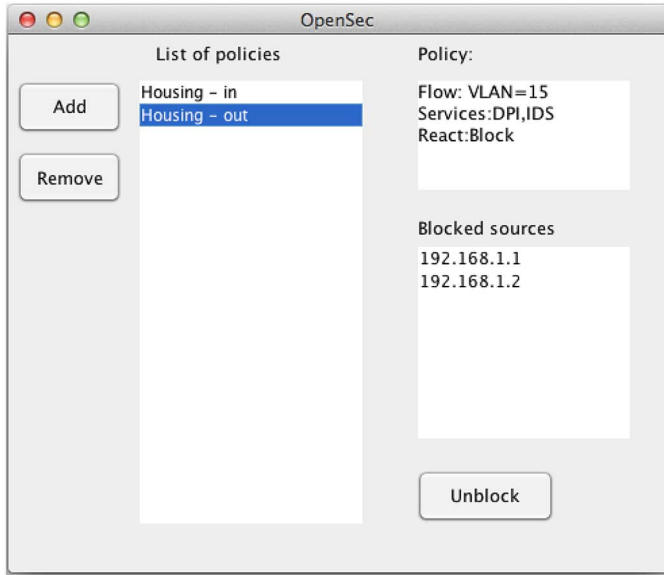 OpenSec
List of policies
Add
Remove
Housing – in
Housing – out
Policy:
Flow: VLAN=15
Services:DPI,IDS
React:Block
Blocked sources
192.168.1.1
192.168.1.2
Unblock